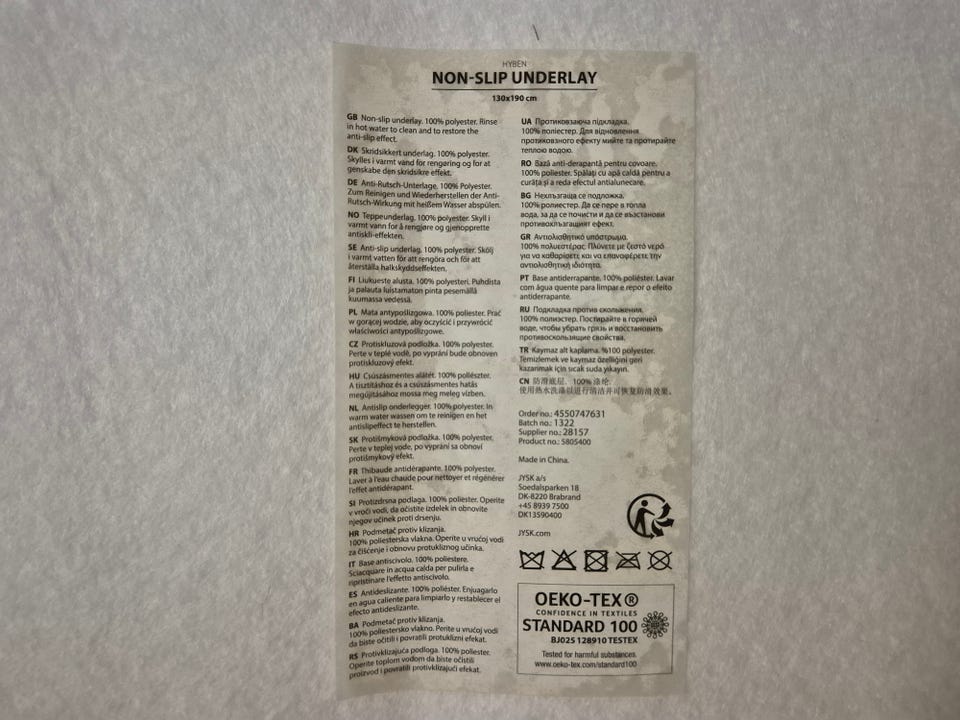 HYBEN
NON-SLIP UNDERLAY
130x190 cm
GB Non-slip underlay. 100% polyester. Rinse
in hot water to clean and to restore the
anti-slip effect.
DK Skridsikkert underlag. 100% polyester.
Skylles i varmt vand for rengøring og for at
genskabe den skridsikre effekt.
DE Anti-Rutsch-Unterlage. 100% Polyester.
Zum Reinigen und Wiederherstellen der Anti-
Rutsch-Wirkung mit heißem Wasser abspülen.
NO Teppeunderlag. 100% polyester. Skyll i
varmt vann for å rengjøre og gjenopprette
antiskli-effekten.
SE Anti-slip underlag. 100% polyester. Skölj
i varmt vatten för att rengöra och för att
återställa halkskyddseffekten.
FI Liukueste alusta. 100% polyesteri. Puhdista
ja palauta luistamaton pinta pesemällä
kuumassa vedessä.
PL Mata antypoślizgowa. 100% poliester. Prać
w gorącej wodzie, aby oczyścić i przywrócić
właściwości antypoślizgowe.
CZ Protiskluzová podložka. 100% polyester.
Perte v teplé vodě, po vyprání bude obnoven
protiskluzový efekt.
HU Csúszásmentes alátét. 100% poliészter.
A tisztításhoz és a csúszásmentes hatás
megújításához mossa meg meleg vízben.
NL Antislip onderlegger. 100% polyester. In
warm water wassen om te reinigen en het
antislipeffect te herstellen.
SK Protišmyková podložka. 100% polyester.
Perte v teplej vode, po vypraní sa obnoví
protišmykový efekt.
FR Thibaude antidérapante. 100% polyester.
Laver à l'eau chaude pour nettoyer et régénérer
l'effet antidérapant.
SI Protizdrsna podlaga. 100% poliester. Operite
v vroči vodi, da očistite izdelek in obnovite
njegov učinek proti drsenju.
HR Podmetač protiv klizanja.
100% poliesterska vlakna. Operite u vrućoj vodi
za čišćenje i obnovu protukliznog učinka.
IT Base antiscivolo. 100% poliestere.
Sciacquare in acqua calda per pulirla e
ripristinare l'effetto antiscivolo.
ES Antideslizante. 100% poliéster. Enjuagarlo
en agua caliente para limpiarlo y restablecer el
efecto antideslizante.
BA Podmetač protiv klizanja.
100% poliestersko vlakno. Perite u vrućoj vodi
da biste očitili i povratili protuklizni efekat.
RS Protivklizajuća podloga. 100% poliester.
Operite toplom vodom da biste očistili
proizvod i povratili protivklizajući efekat.
UA Протиковзаюча підкладка.
100% поліестер. Для відновлення
протиковзного ефекту мийте та протирайте
теплою водою.
RO Bază anti-derapantă pentru covoare.
100% poliester. Spălați cu apă caldă pentru a
curăța și a reda efectul antialunecare.
BG Нехлъзгаща се подложка.
100% полиестер. Да се пере в топла
вода, за да се почисти и да се възстанови
противохлъзгащият ефект.
GR Αντιολισθητικό υπόστρωμα.
100% πολυεστέρας. Πλύνετε με ζεστό νερό
για να καθαρίσετε και να επαναφέρετε την
αντιολισθητική ιδιότητα.
PT Base antiderrapante. 100% poliéster. Lavar
com água quente para limpar e repor o efeito
antiderrapante.
RU Подкладка против скольжения.
100% полиэстер. Постирайте в горячей
воде, чтобы убрать грязь и восстановить
противоскользящие свойства.
TR Kaymaz alt kaplama. %100 polyester.
Temizlemek ve kaymaz özelliğini geri
kazanmak için sıcak suda yıkayın.
CN 防滑底层。100% 涤纶。
使用热水洗涤以进行清洁并可恢复防滑效果。
Order no.: 4550747631
Batch no.: 1322
Supplier no.: 28157
Product no.: 5805400
Made in China.
JYSK a/s
Soedalsparken 18
DK-8220 Brabrand
+45 8939 7500
DK13590400
JYSK.com
OEKO-TEX®
CONFIDENCE IN TEXTILES
STANDARD 100
BJ025 128910 TESTEX
Tested for harmful substances.
www.oeko-tex.com/standard100